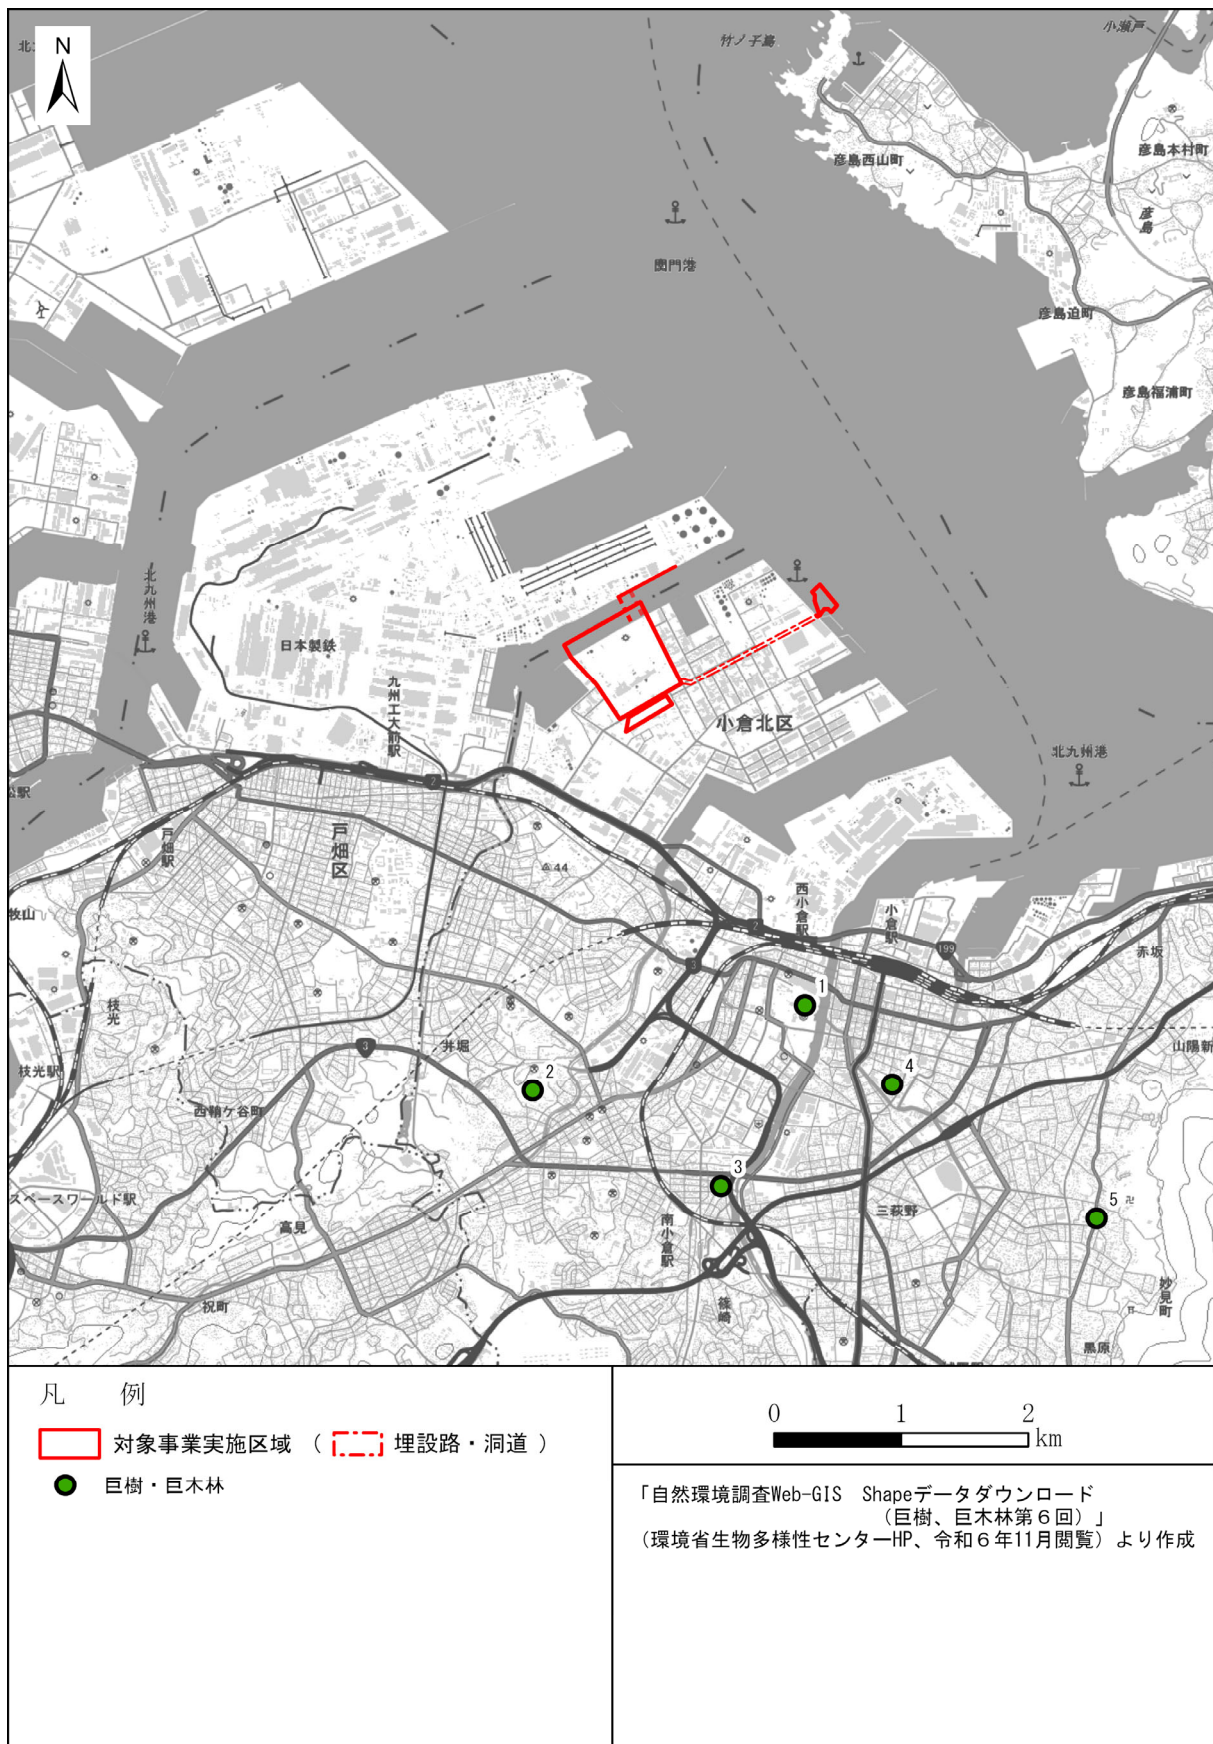 N
竹ノ子島
小瀬戸
彦島西山町
彦島本村町
彦島
関門港
彦島迫町
彦島福浦町
北九州港
日本製鉄
九州工大前駅
小倉北区
北九州港
戸畑駅
戸畑区
7
44
西小倉駅
小倉駅
2
199
3
赤坂
牧山
枝光
1
枝光駅
3
井堀
山陽新
2
4
西鞘ケ谷町
3
スペースワールド駅
高見
南小倉駅
三萩野
5
妙見町
祝町
篠崎
黒原
凡 例
対象事業実施区域 （ 埋設路・洞道 ）
巨樹・巨木林
0 1 2
km
「自然環境調査Web-GIS Shapeデータダウンロード
（巨樹、巨木林第６回）」
（環境省生物多様性センターHP、令和６年11月閲覧）より作成